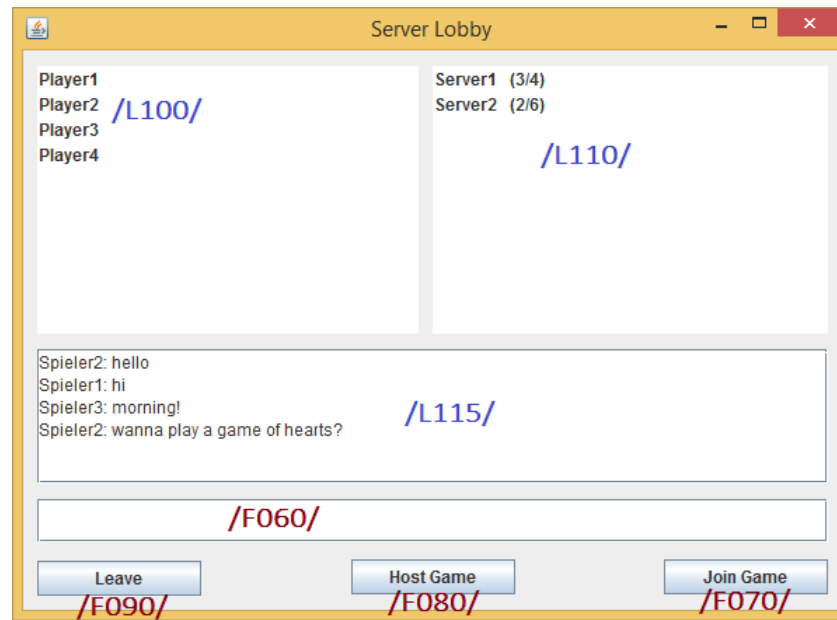 Server Lobby
Player1
Player2
Player3
Player4
/L100/
Server1 (3/4)
Server2 (2/6)
/L110/
Spieler2: hello
Spieler1: hi
Spieler3: morning!
Spieler2: wanna play a game of hearts?
/L115/
/F060/
Leave
Host Game
Join Game
/F090/
/F080/
/F070/